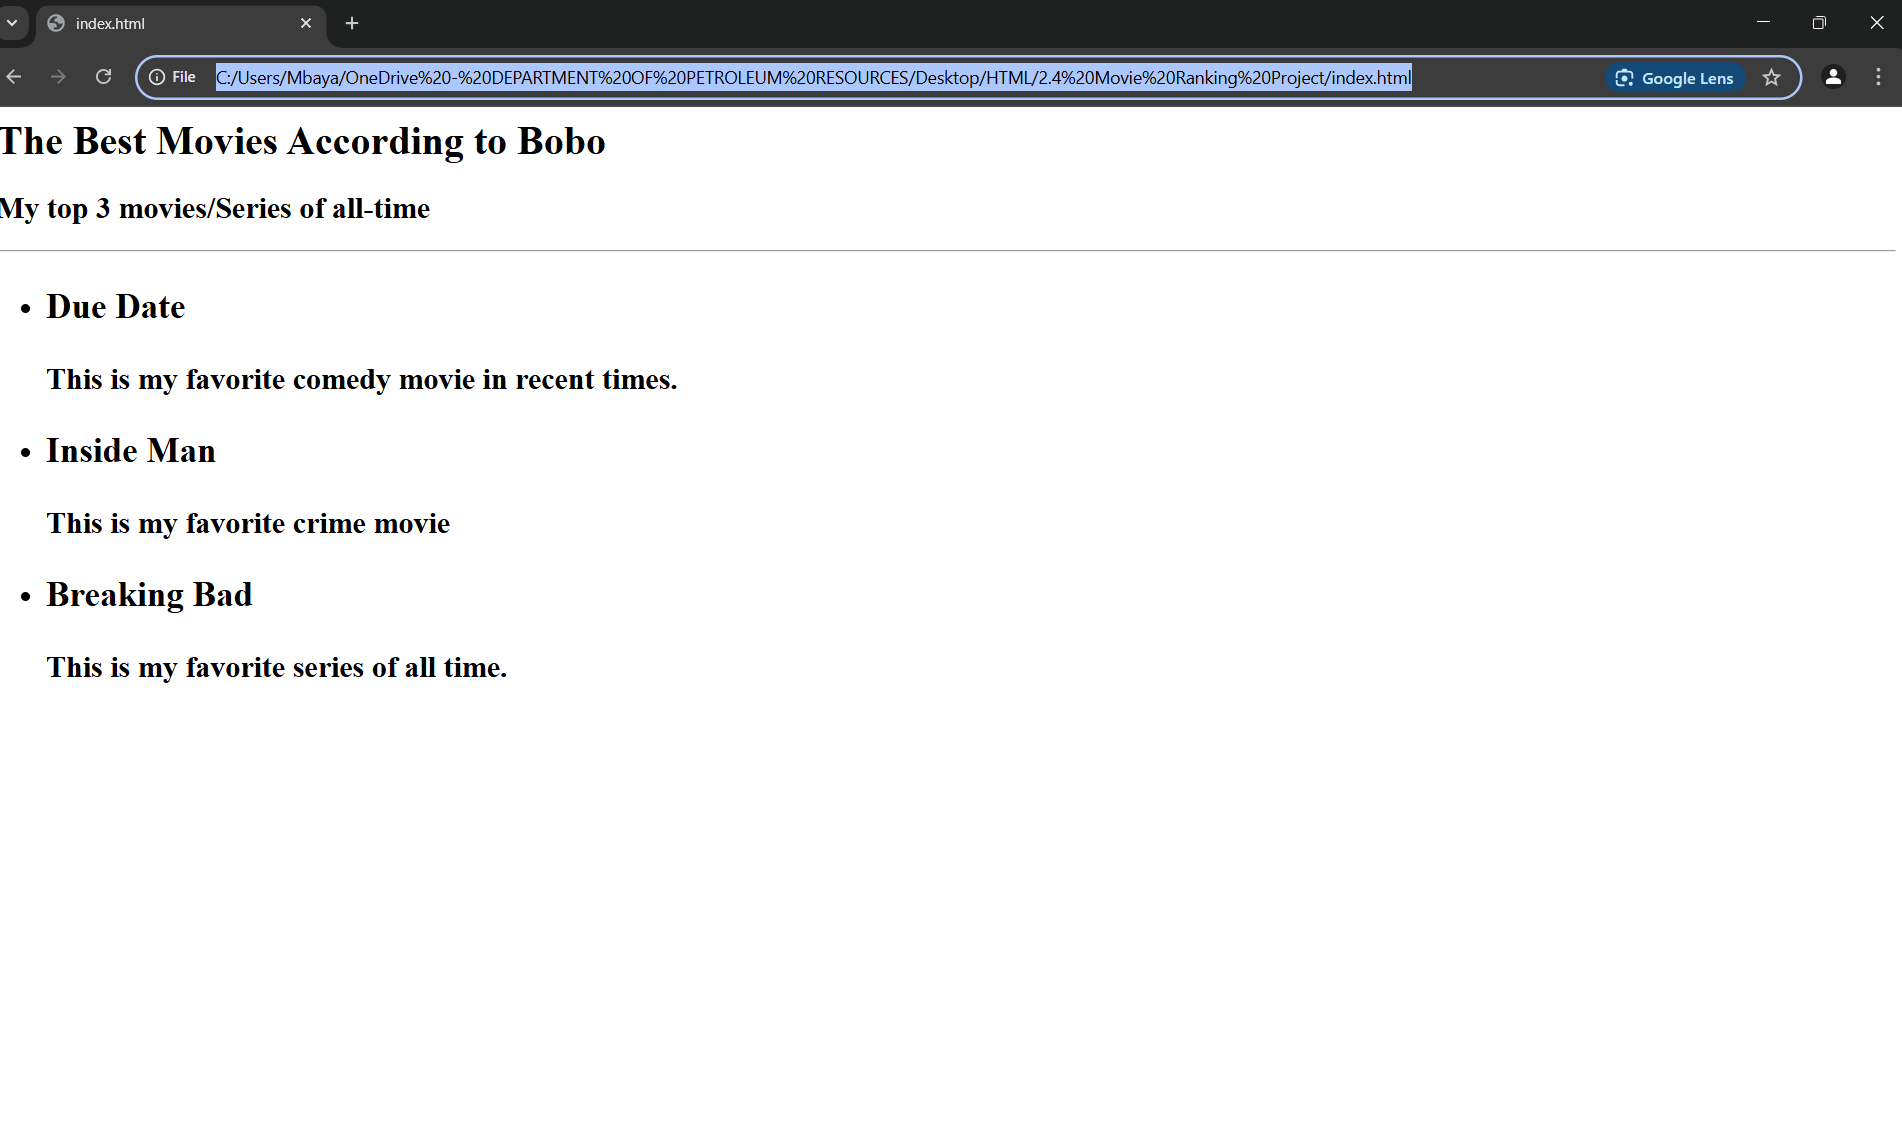 index.html
File
C:/Users/Mbaya/OneDrive%20-%20DEPARTMENT%20OF%20PETROLEUM%20RESOURCES/Desktop/HTML/2.4%20Movie%20Ranking%20Project/index.html
Google Lens
The Best Movies According to Bobo
My top 3 movies/Series of all-time
• Due Date
This is my favorite comedy movie in recent times.
• Inside Man
This is my favorite crime movie
• Breaking Bad
This is my favorite series of all time.